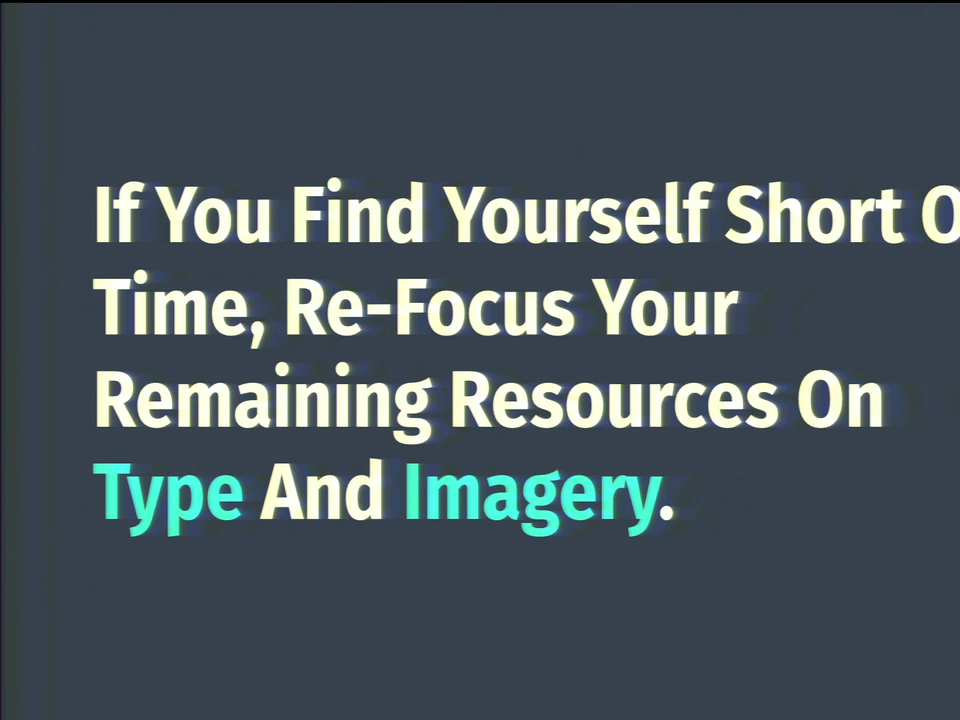 If You Find Yourself Short O
Time, Re-Focus Your
Remaining Resources On
Type And Imagery.